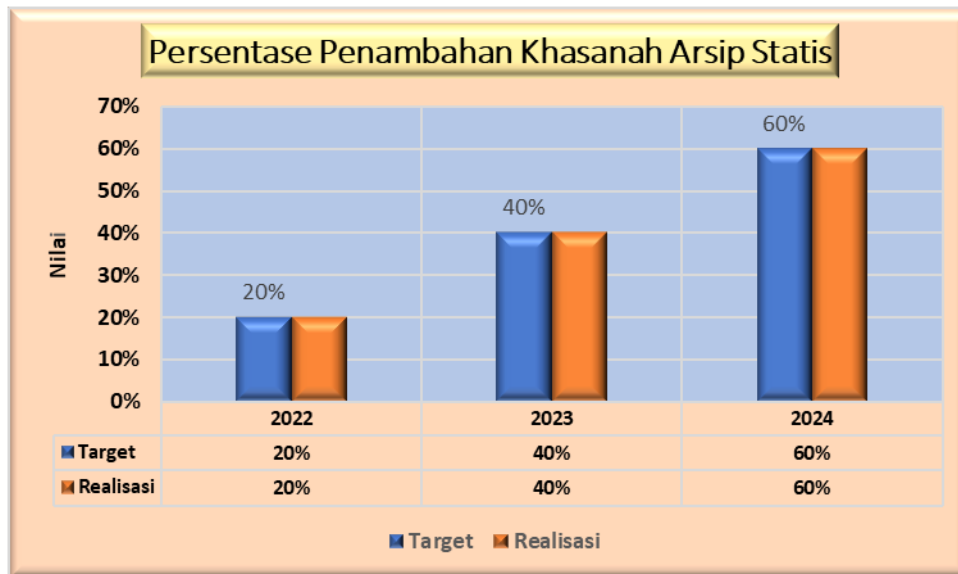 Persentase Penambahan Khasanah Arsip Statis
70%
60%
50%
40%
30%
20%
10%
0%
Nilai
20%
40%
60%
2022 2023 2024
Target 20% 40% 60%
Realisasi 20% 40% 60%
Target Realisasi